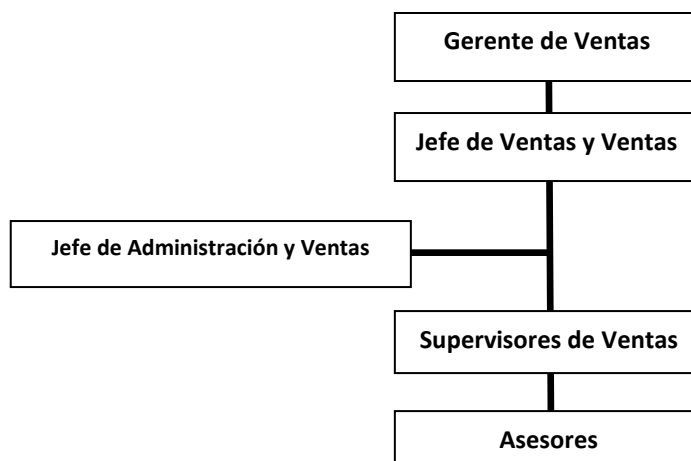 Gerente de Ventas
Jefe de Ventas y Ventas
Jefe de Administración y Ventas
Supervisores de Ventas
Asesores